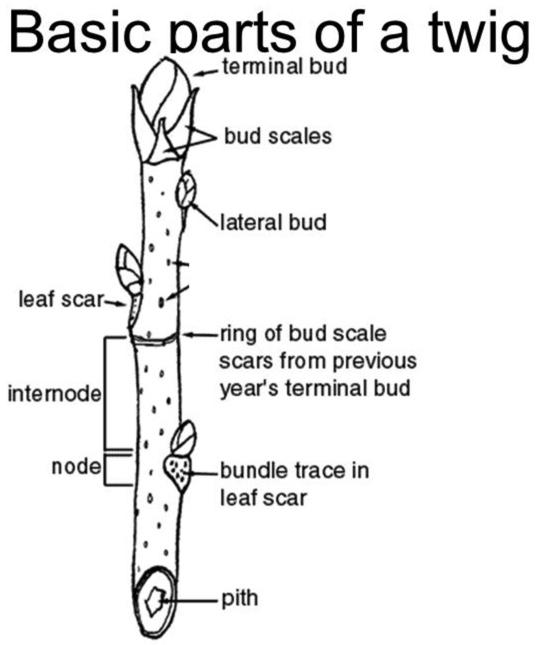 Basic parts of a twig
terminal bud
bud scales
lateral bud
leaf scar
ring of bud scale
scars from previous
year's terminal bud
internode
node
bundle trace in
leaf scar
pith